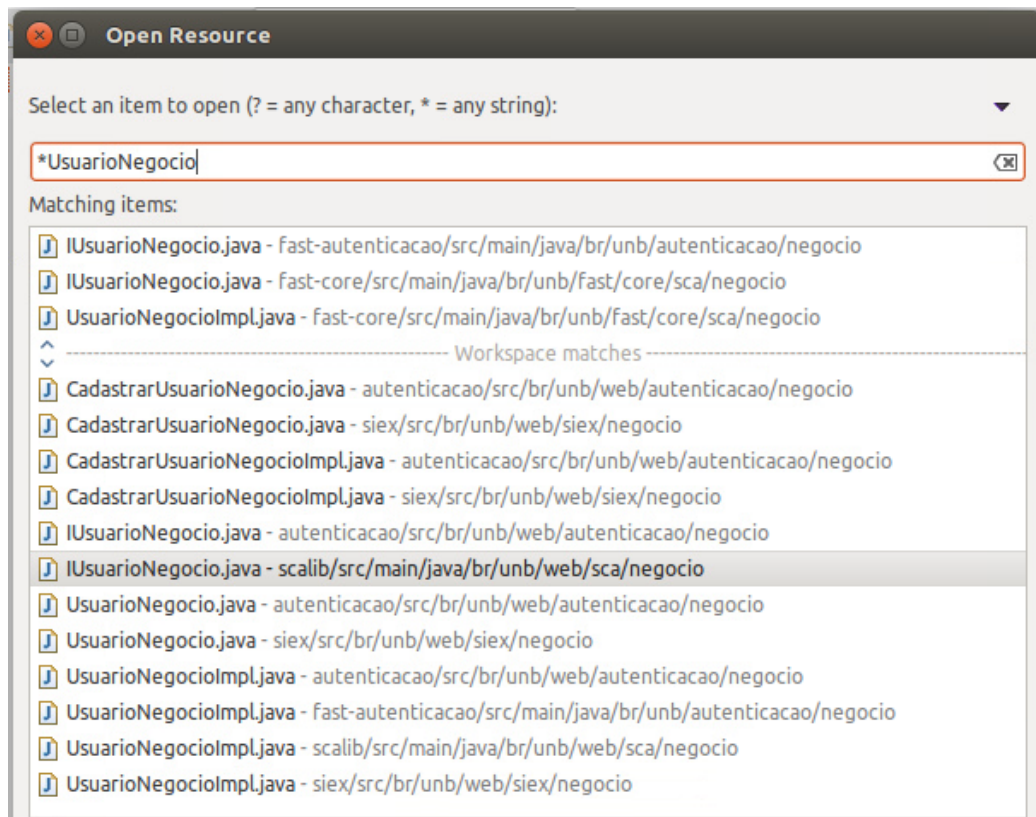 Open Resource
Select an item to open (? = any character, * = any string):
*UsuarioNegocio
Matching items:
IUsuarioNegocio.java - fast-autenticacao/src/main/java/br/unb/autenticacao/negocio
IUsuarioNegocio.java - fast-core/src/main/java/br/unb/fast/core/sca/negocio
UsuarioNegocioImpl.java - fast-core/src/main/java/br/unb/fast/core/sca/negocio
Workspace matches
CadastrarUsuarioNegocio.java - autenticacao/src/br/unb/web/autenticacao/negocio
CadastrarUsuarioNegocio.java - siex/src/br/unb/web/siex/negocio
CadastrarUsuarioNegocioImpl.java - autenticacao/src/br/unb/web/autenticacao/negocio
CadastrarUsuarioNegocioImpl.java - siex/src/br/unb/web/siex/negocio
IUsuarioNegocio.java - autenticacao/src/br/unb/web/autenticacao/negocio
IUsuarioNegocio.java - scalib/src/main/java/br/unb/web/sca/negocio
UsuarioNegocio.java - autenticacao/src/br/unb/web/autenticacao/negocio
UsuarioNegocio.java - siex/src/br/unb/web/siex/negocio
UsuarioNegocioImpl.java - autenticacao/src/br/unb/web/autenticacao/negocio
UsuarioNegocioImpl.java - fast-autenticacao/src/main/java/br/unb/autenticacao/negocio
UsuarioNegocioImpl.java - scalib/src/main/java/br/unb/web/sca/negocio
UsuarioNegocioImpl.java - siex/src/br/unb/web/siex/negocio